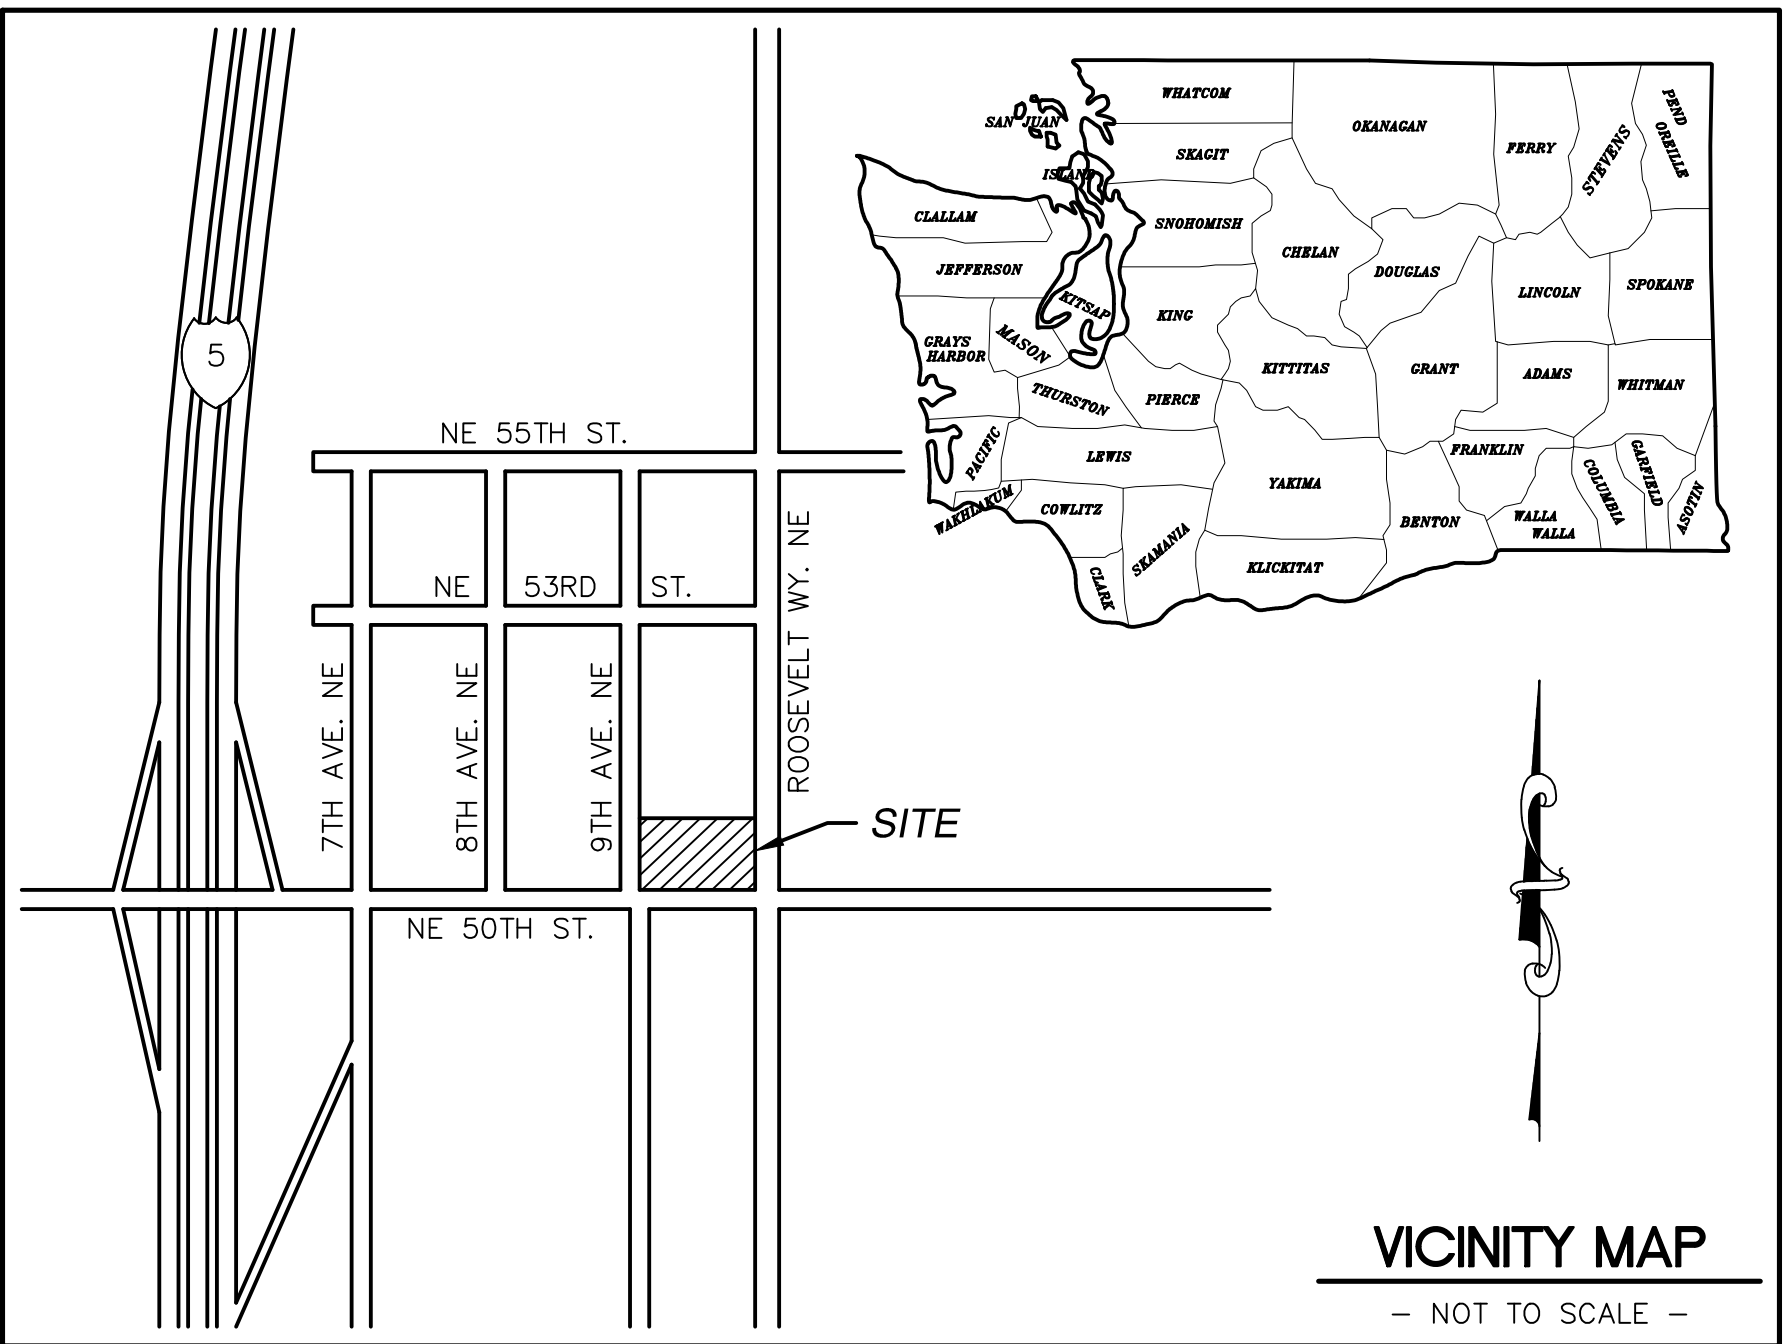 5
NE 55TH ST.
NE 53RD ST.
7TH AVE. NE
8TH AVE. NE
9TH AVE. NE
ROOSEVELT WY. NE
SITE
NE 50TH ST.
WHATCOM
SAN JUAN
SKAGIT
ISLAND
CLALLAM
SNOHOMISH
JEFFERSON
KITSAP
KING
GRAYS
HARBOR
MASON
THURSTON
PIERCE
PACIFIC
LEWIS
WAHKIAKUM
COWLITZ
SKAMANIA
CLARK
OKANAGAN
FERRY
STEVENS
PEND
OREILLE
CHELAN
DOUGLAS
LINCOLN
SPOKANE
KITTITAS
GRANT
ADAMS
WHITMAN
YAKIMA
FRANKLIN
BENTON
WALLA
WALLA
COLUMBIA
GARFIELD
ASOTIN
KLICKITAT
VICINITY MAP
- NOT TO SCALE -